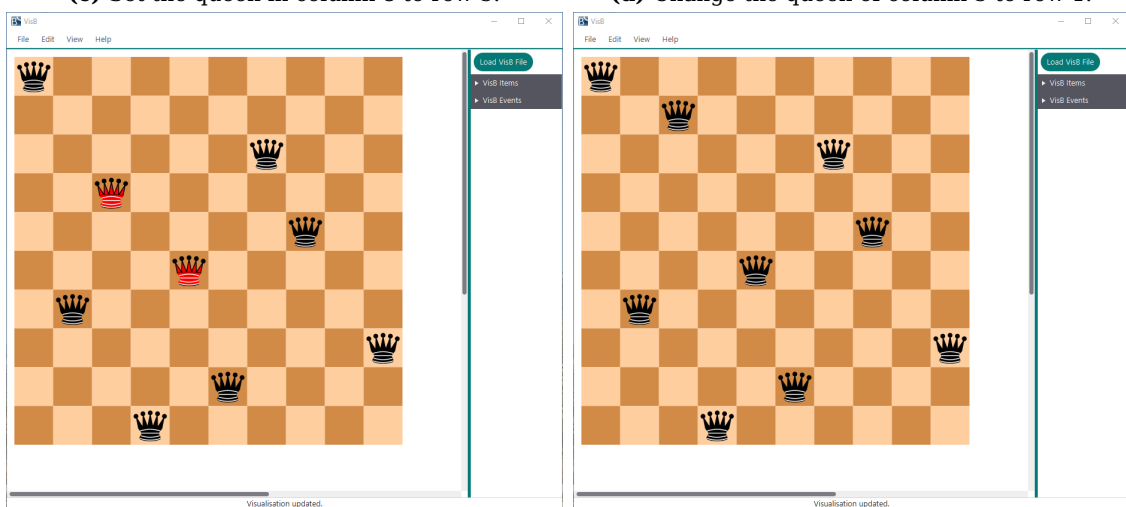 VisB
File Edit View Help
Load VisB File
VisB Items
VisB Events
Visualisation updated.
VisB
File Edit View Help
Load VisB File
VisB Items
VisB Events
Visualisation updated.